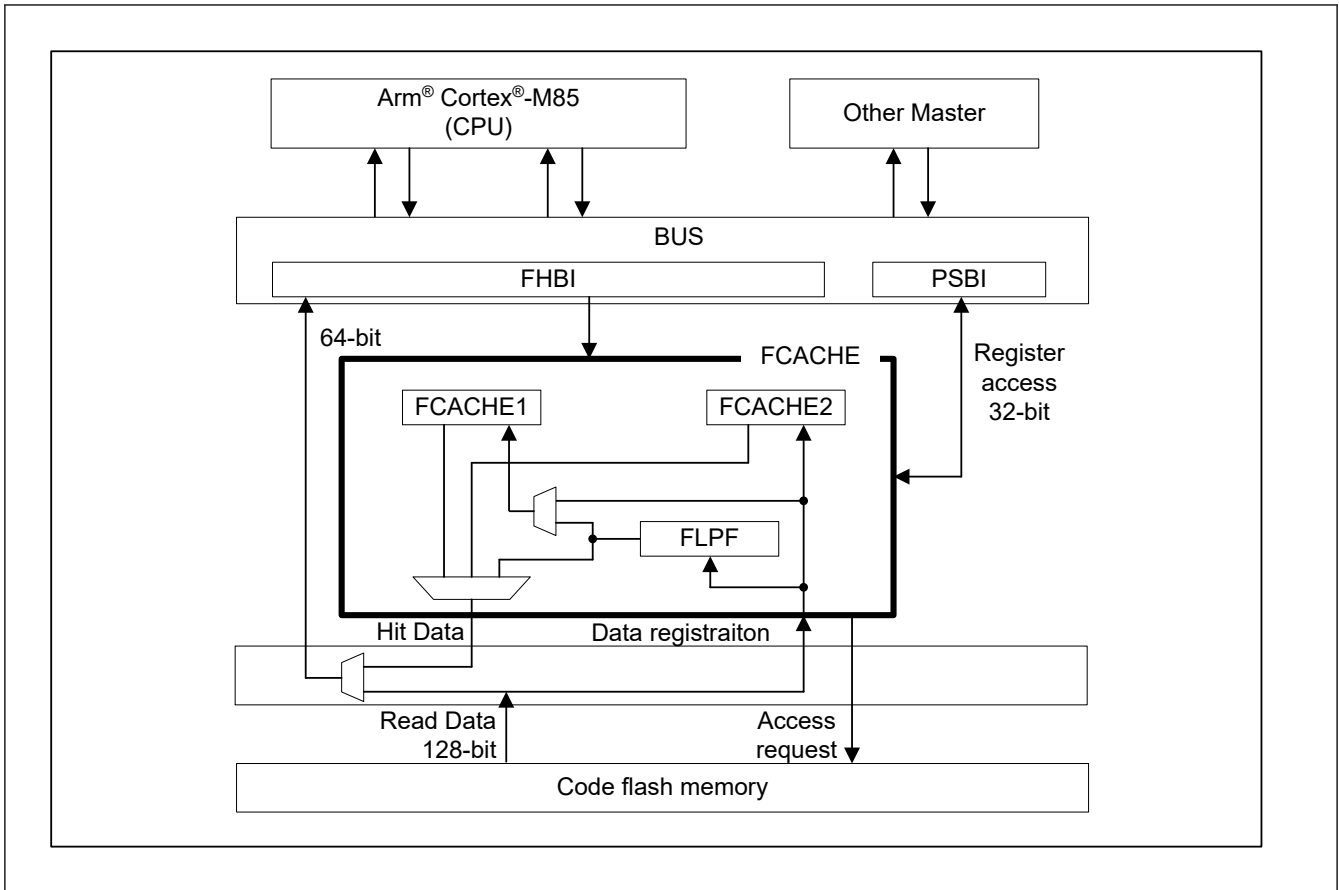 Arm® Cortex®-M85
(CPU)
Other Master
BUS
FHBI
PSBI
64-bit
FCACHE
Register
access
32-bit
FCACHE1
FCACHE2
FLPF
Hit Data
Data registraiton
Read Data
128-bit
Access
request
Code flash memory